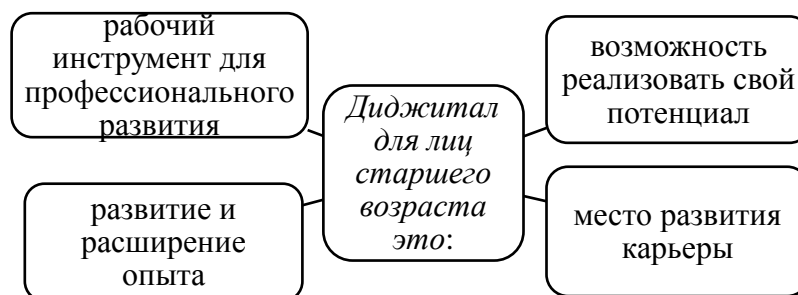 рабочий
инструмент для
профессионального
развития
возможность
реализовать свой
потенциал
Диджитал
для лиц
старшего
возраста
это:
развитие и
расширение
опыта
место развития
карьеры